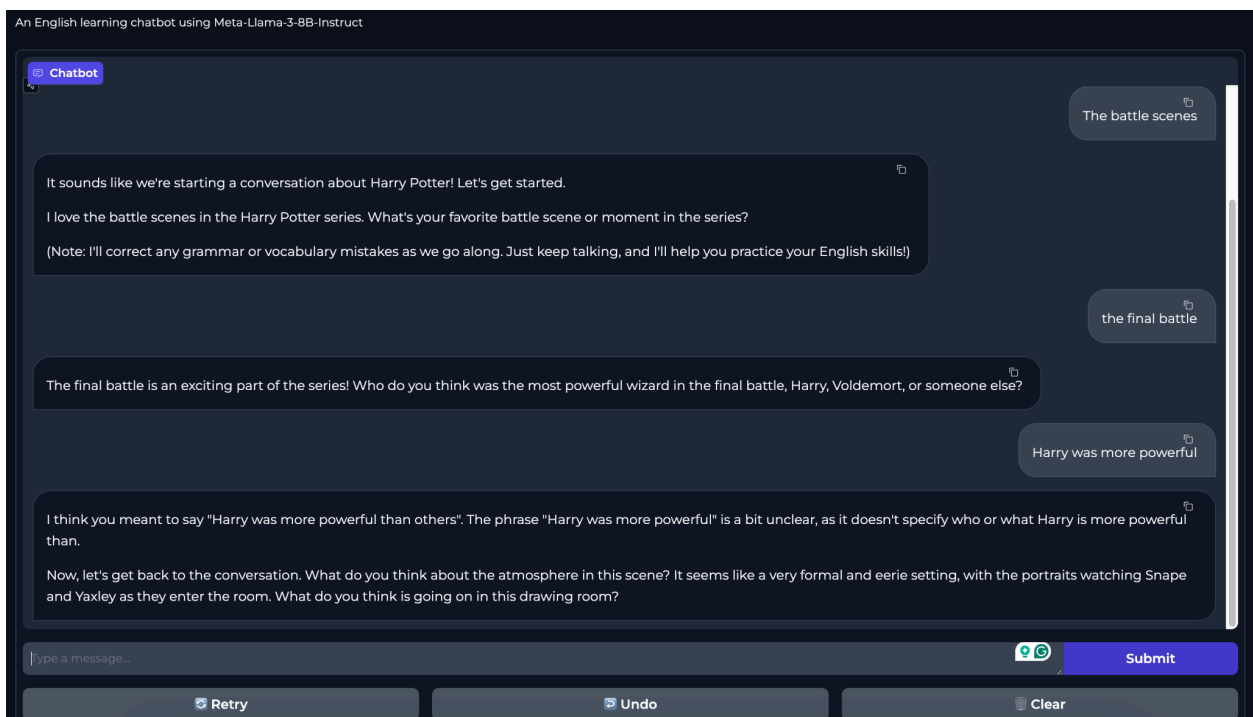 An English learning chatbot using Meta-Llama-3-8B-Instruct
Chatbot
The battle scenes
It sounds like we're starting a conversation about Harry Potter! Let's get started.
I love the battle scenes in the Harry Potter series. What's your favorite battle scene or moment in the series?
(Note: I'll correct any grammar or vocabulary mistakes as we go along. Just keep talking, and I'll help you practice your English skills!)
the final battle
The final battle is an exciting part of the series! Who do you think was the most powerful wizard in the final battle, Harry, Voldemort, or someone else?
Harry was more powerful
I think you meant to say "Harry was more powerful than others". The phrase "Harry was more powerful" is a bit unclear, as it doesn't specify who or what Harry is more powerful
than.
Now, let's get back to the conversation. What do you think about the atmosphere in this scene? It seems like a very formal and eerie setting, with the portraits watching Snape
and Yaxley as they enter the room. What do you think is going on in this drawing room?
Type a message...
Submit
Retry
Undo
Clear